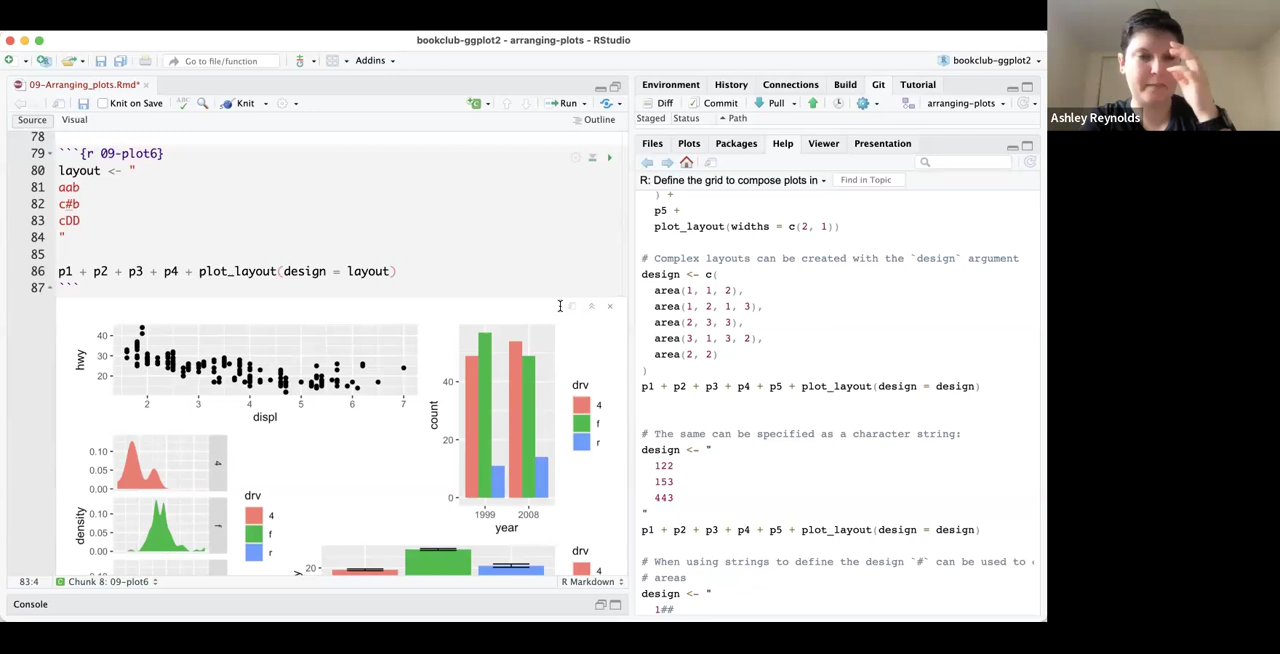 bookclub-ggplot2 - arranging-plots - RStudio
Go to file/function
Addins
bookclub-ggplot2
09-Arranging_plots.Rmd*
Knit on Save
Knit
Run
Source
Visual
Outline
78
79 ```{r 09-plot6}
80 layout <- "
81 aab
82 c#b
83 cDD
84 "
85
86 p1 + p2 + p3 + p4 + plot_layout(design = layout)
87 ```
hwy
40
30
20
2 3 4 5 6 7
displ
count
40
20
0
1999 2008
year
drv
4
f
r
density
0.10
0.05
0.00
4
0.10
0.05
0.00
f
0.10
drv
4
f
r
20
drv
4
83:4
Chunk 8: 09-plot6
R Markdown
Console
Environment History Connections Build Git Tutorial
Diff Commit Pull arranging-plots
Staged Status Path
Files Plots Packages Help Viewer Presentation
R: Define the grid to compose plots in
Find in Topic
) +
p5 +
plot_layout(widths = c(2, 1))
# Complex layouts can be created with the `design` argument
design <- c(
area(1, 1, 2),
area(1, 2, 1, 3),
area(2, 3, 3),
area(3, 1, 3, 2),
area(2, 2)
)
p1 + p2 + p3 + p4 + p5 + plot_layout(design = design)
# The same can be specified as a character string:
design <- "
122
153
443
"
p1 + p2 + p3 + p4 + p5 + plot_layout(design = design)
# When using strings to define the design `#` can be used to
# areas
design <- "
1##
Ashley Reynolds